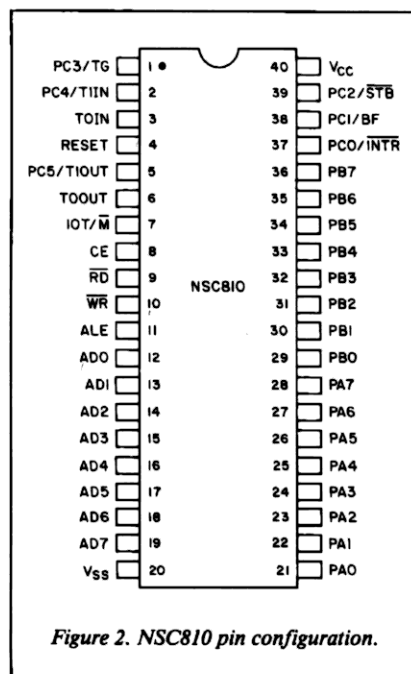 PC3/TG 1 40 VCC
PC4/T1IN 2 39 PC2/S̅T̅B̅
TOIN 3 38 PC1/BF
RESET 4 37 PC0/I̅N̅T̅R̅
PC5/T1OUT 5 36 PB7
TOOUT 6 35 PB6
IOT/M̅ 7 34 PB5
CE 8 33 PB4
R̅D̅ 9 NSC810 32 PB3
W̅R̅ 10 31 PB2
ALE 11 30 PB1
AD0 12 29 PB0
AD1 13 28 PA7
AD2 14 27 PA6
AD3 15 26 PA5
AD4 16 25 PA4
AD5 17 24 PA3
AD6 18 23 PA2
AD7 19 22 PA1
VSS 20 21 PA0
Figure 2. NSC810 pin configuration.